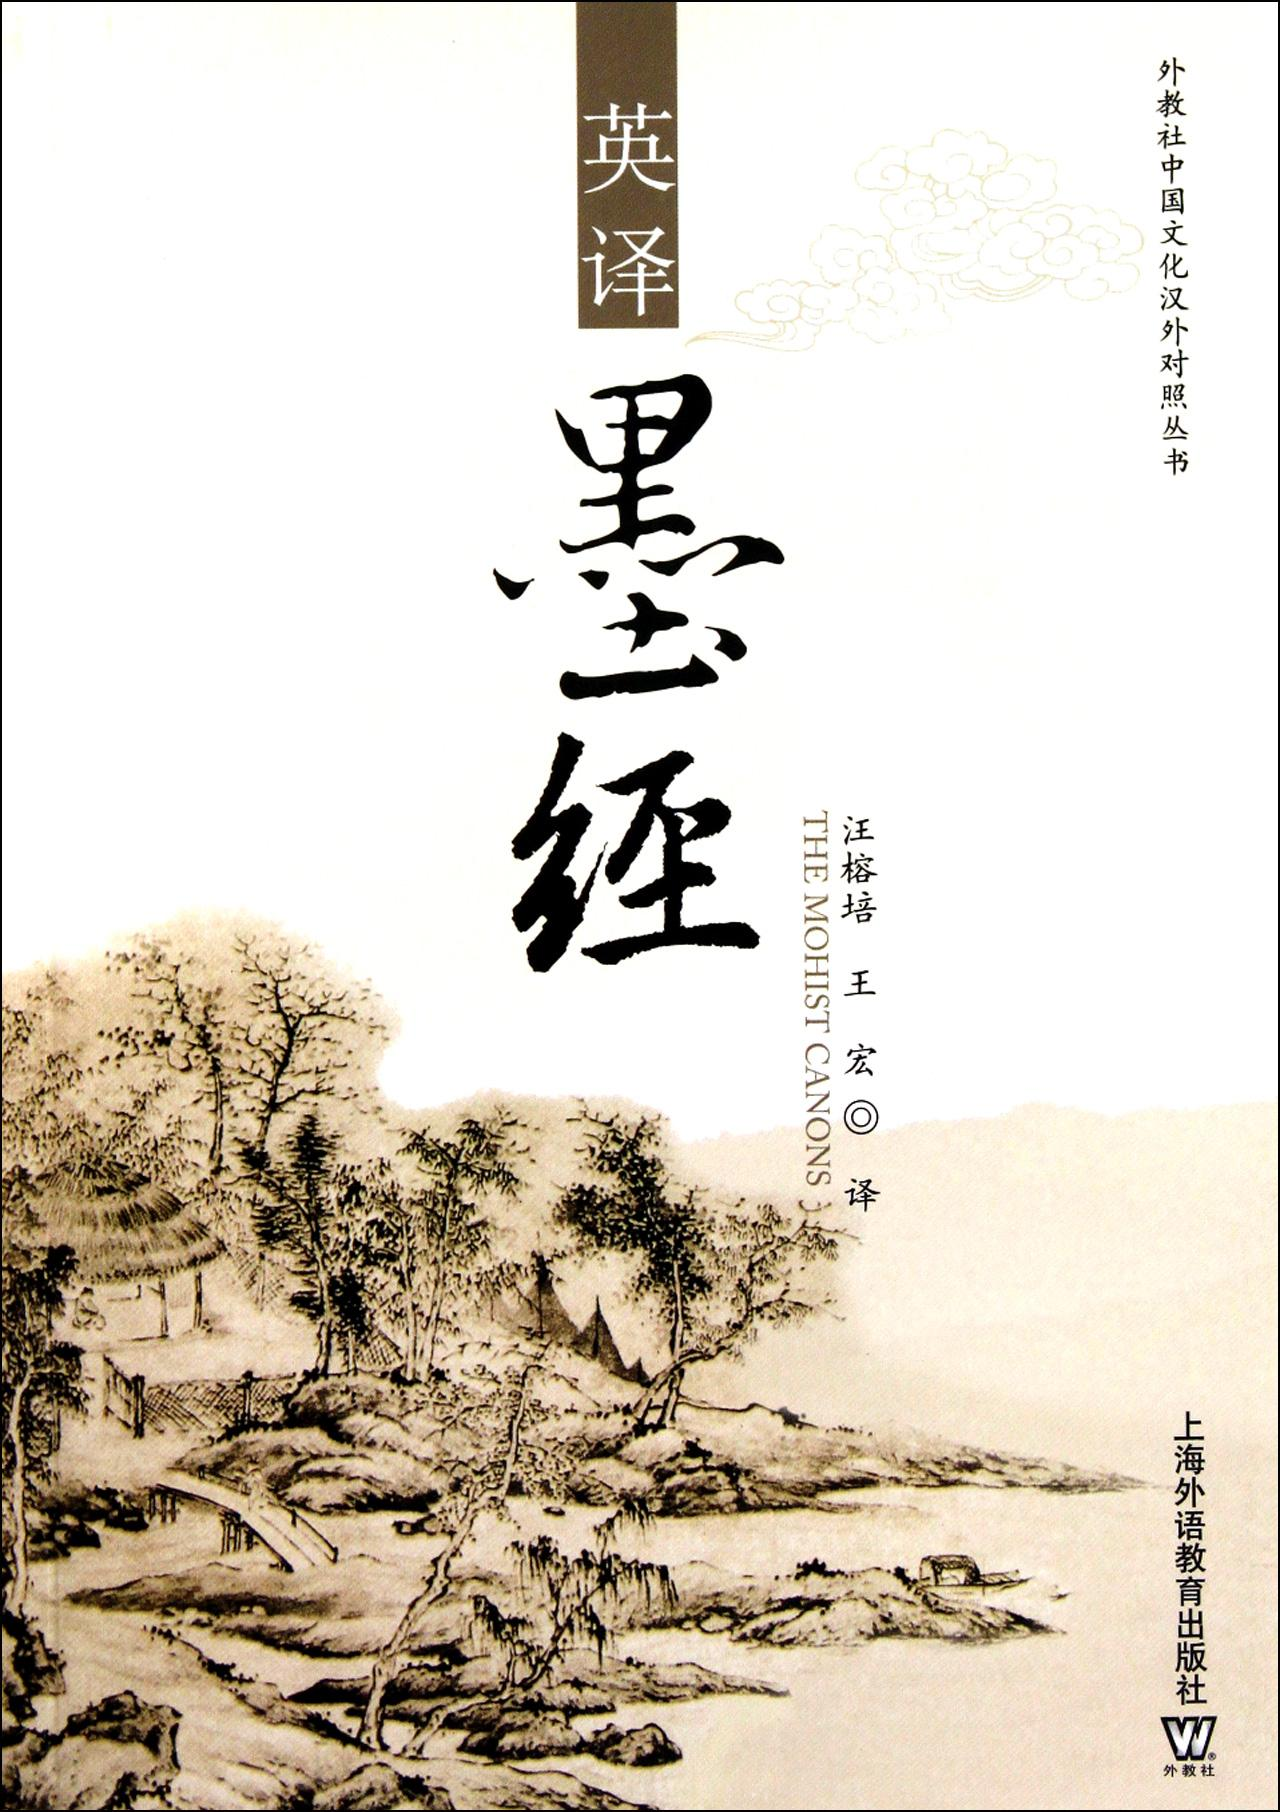 外教社中国文化汉外对照丛书
英译
墨经
汪榕培 王宏◎译
THE MOHIST CANONS
上海外语教育出版社
W®
外教社